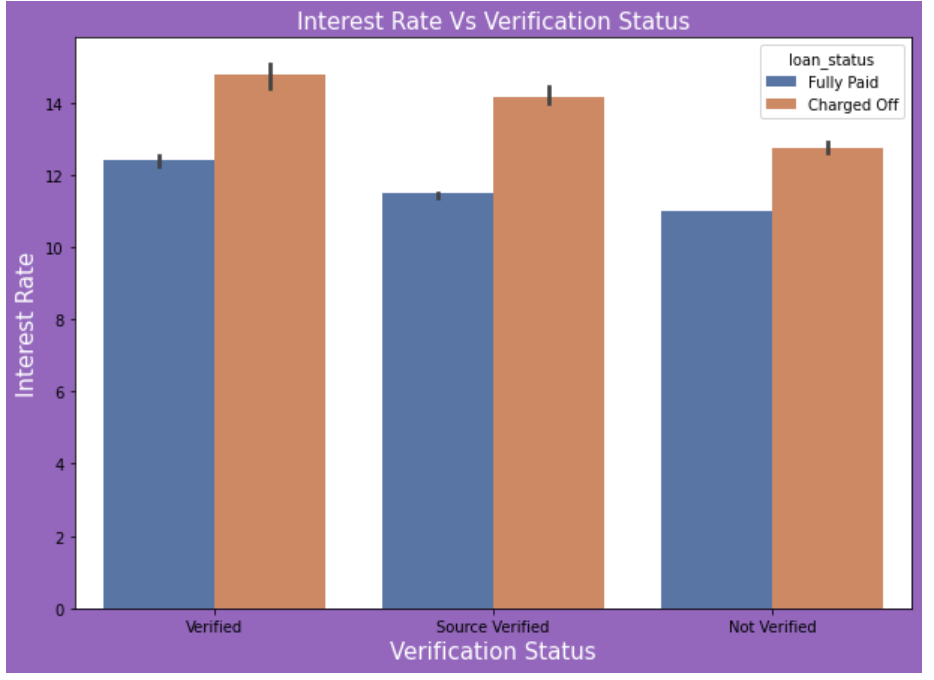 Interest Rate Vs Verification Status
loan_status
Fully Paid
Charged Off
14
12
10
8
6
4
2
0
Interest Rate
Verified Source Verified Not Verified
Verification Status